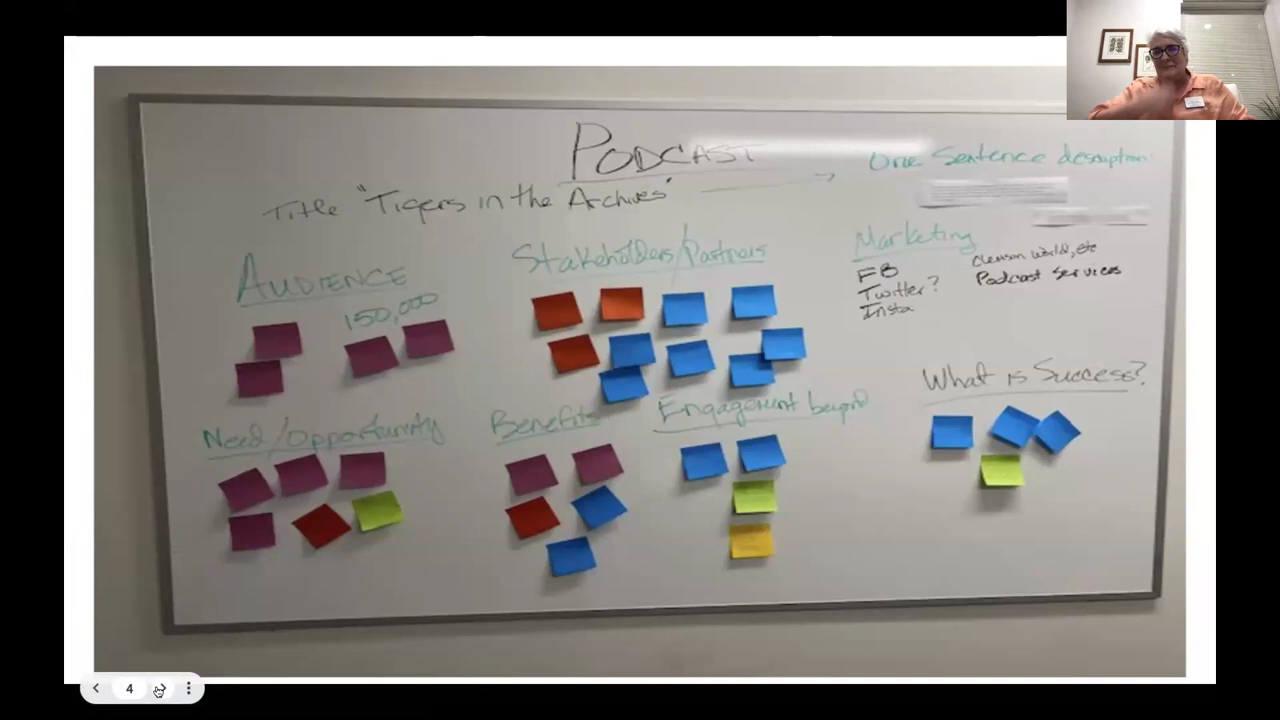 PODCAST
Title "Tigers in the Archives"
One Sentence description
AUDIENCE
150,000
Stakeholders/Partners
Marketing
FB
Twitter?
Insta
Clemson World, etc
Podcast Services
What is Success?
Need/Opportunity
Benefits
Engagement beyond
4